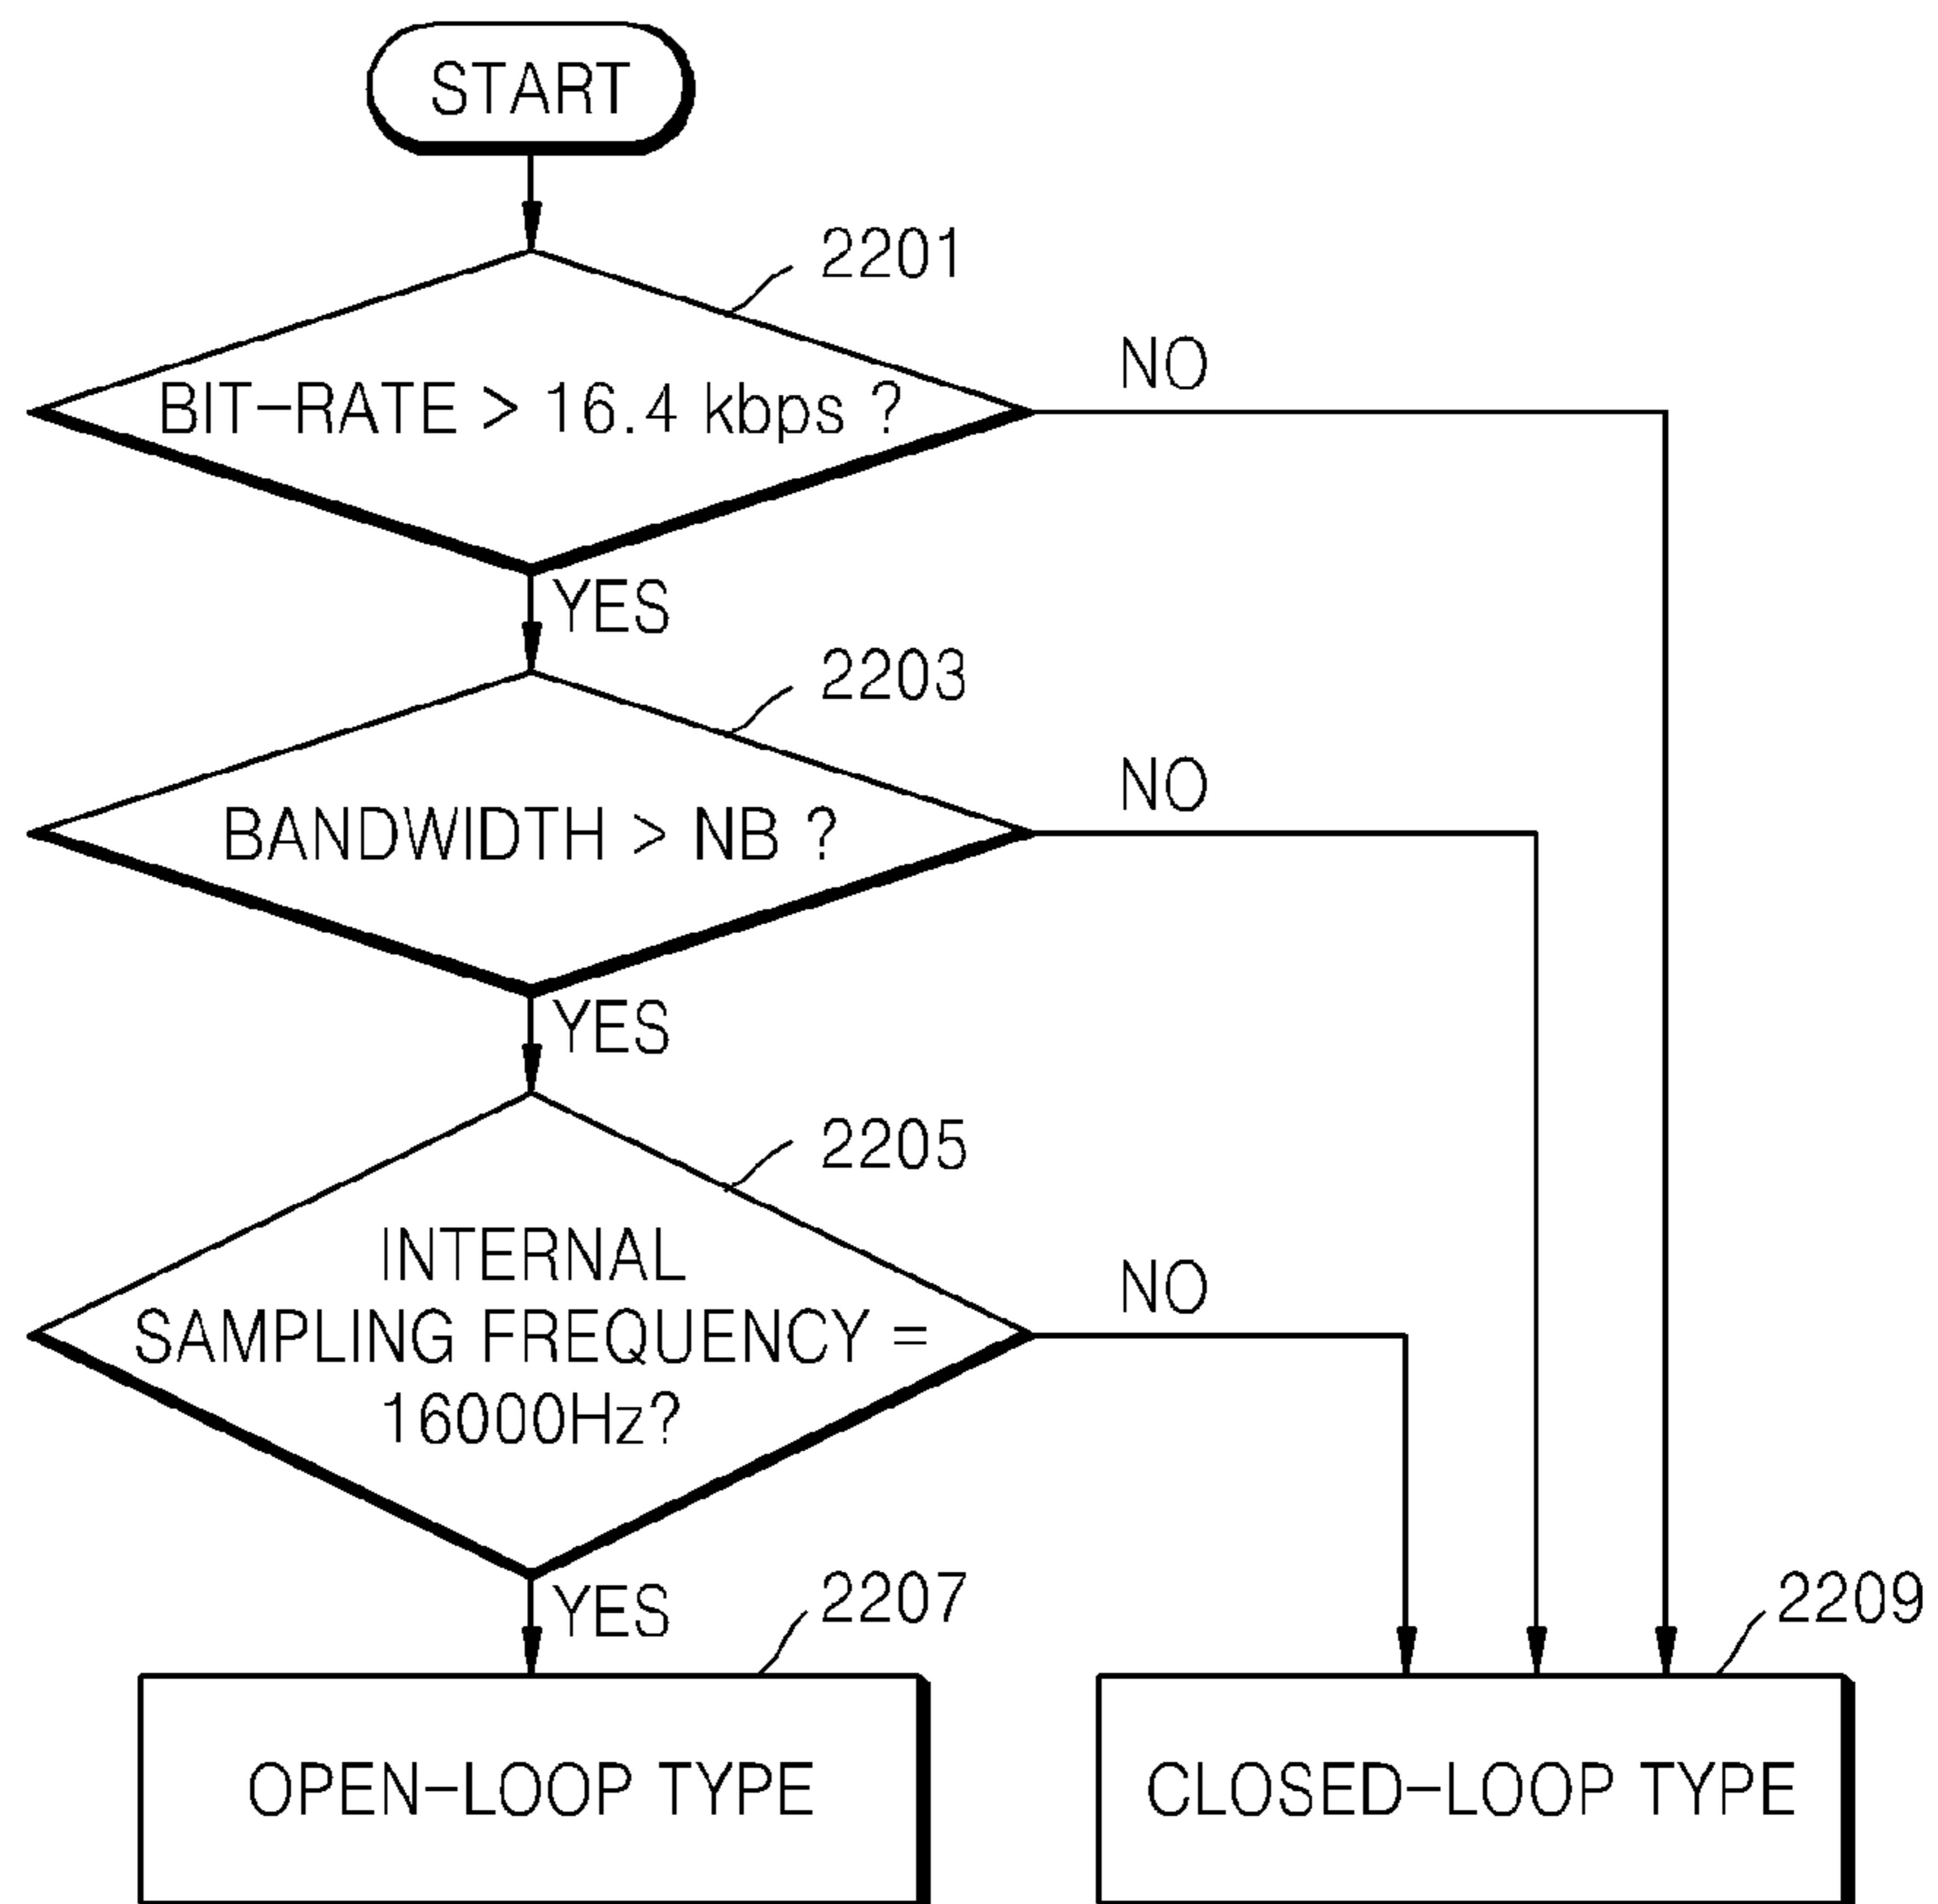 START
2201
BIT-RATE > 16.4 kbps ?
NO
YES
2203
BANDWIDTH > NB ?
NO
YES
2205
INTERNAL
SAMPLING FREQUENCY =
16000Hz?
NO
YES
2207
2209
OPEN-LOOP TYPE
CLOSED-LOOP TYPE